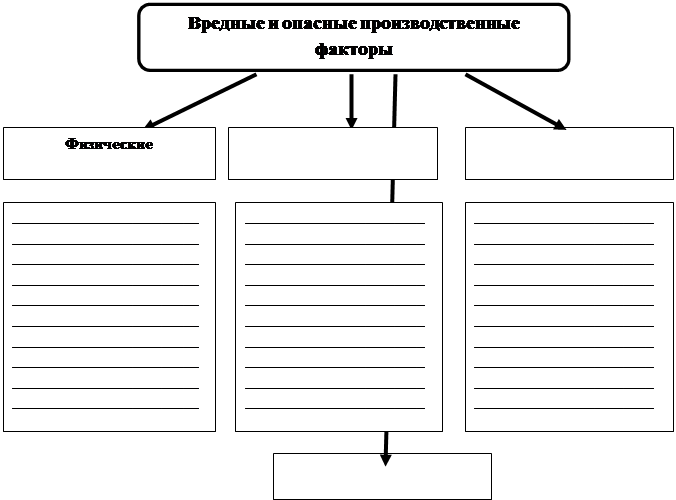 Вредные и опасные производственные
факторы
Физические